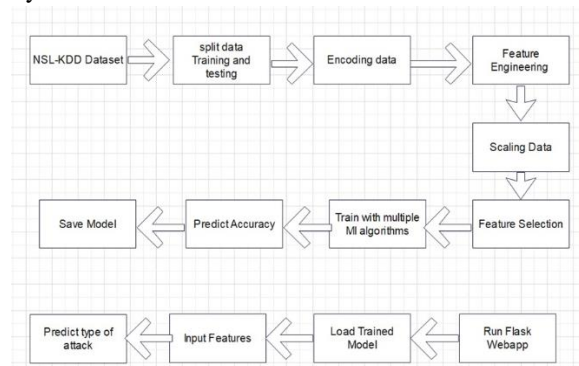 NSL-KDD Dataset
split data
Training and
testing
Encoding data
Feature
Engineering
Scaling Data
Feature Selection
Train with multiple
Ml algorithms
Predict Accuracy
Save Model
Run Flask
Webapp
Load Trained
Model
Input Features
Predict type of
attack